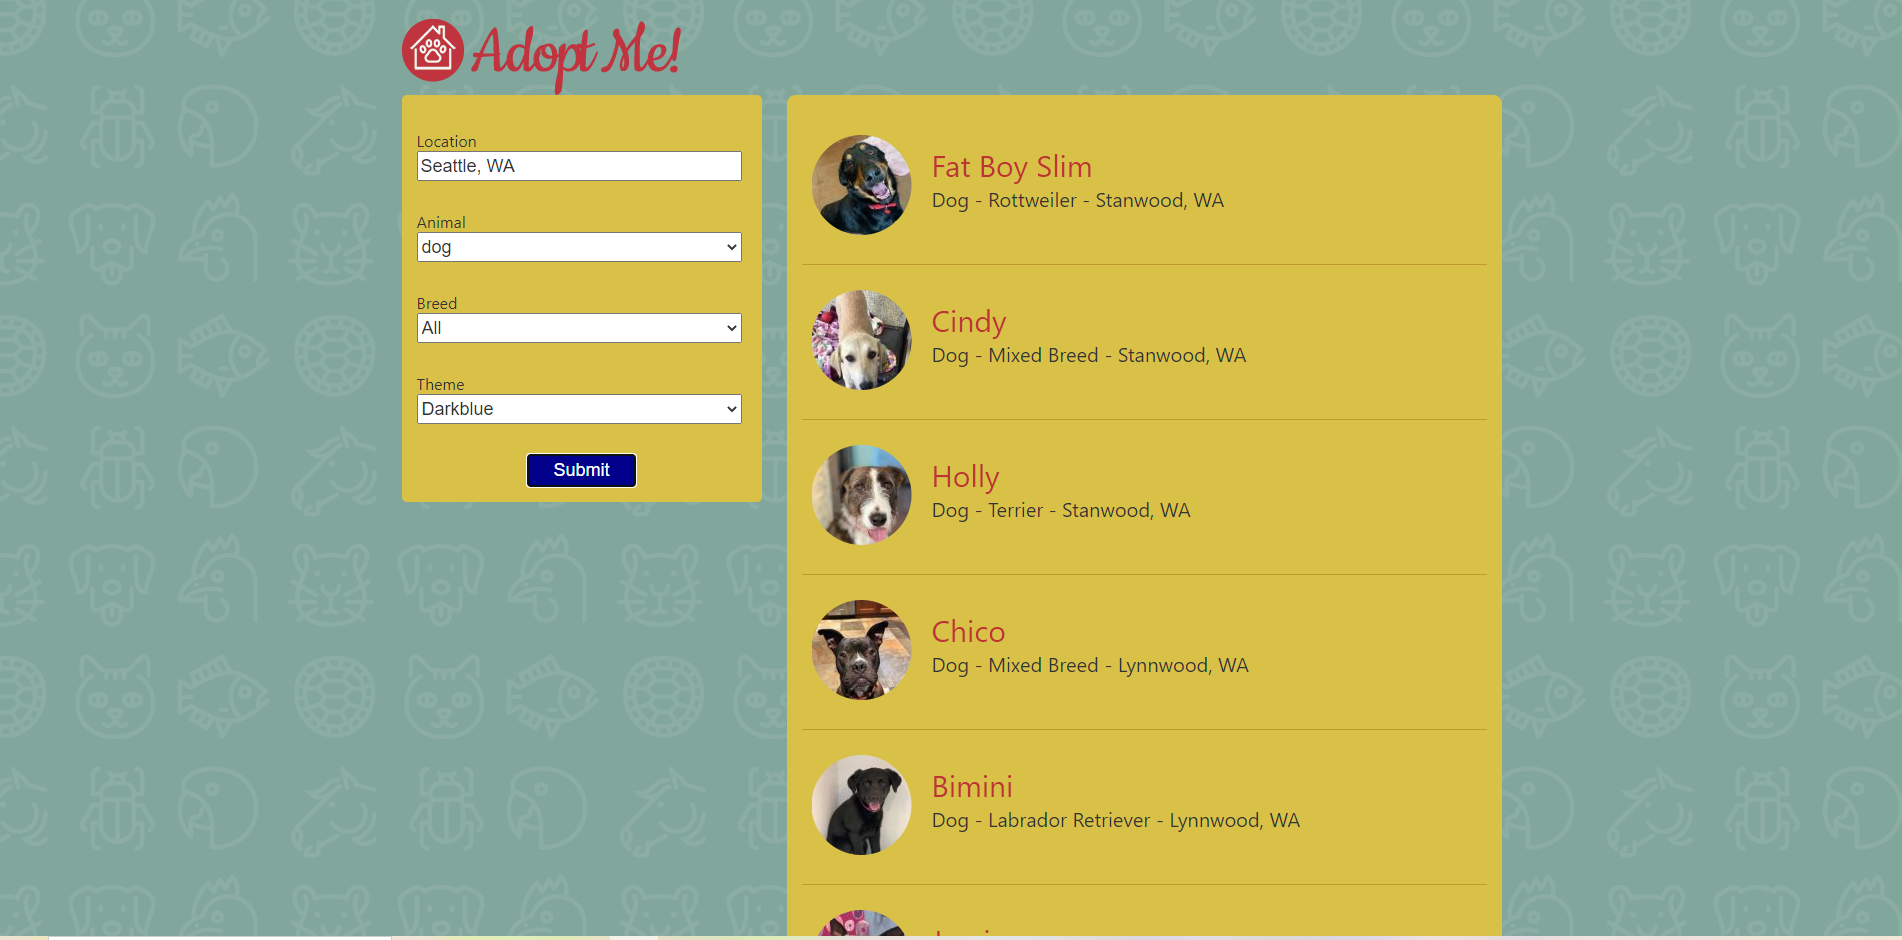 Adopt Me!
Location
Seattle, WA
Animal
dog
Breed
All
Theme
Darkblue
Submit
Fat Boy Slim
Dog - Rottweiler - Stanwood, WA
Cindy
Dog - Mixed Breed - Stanwood, WA
Holly
Dog - Terrier - Stanwood, WA
Chico
Dog - Mixed Breed - Lynnwood, WA
Bimini
Dog - Labrador Retriever - Lynnwood, WA